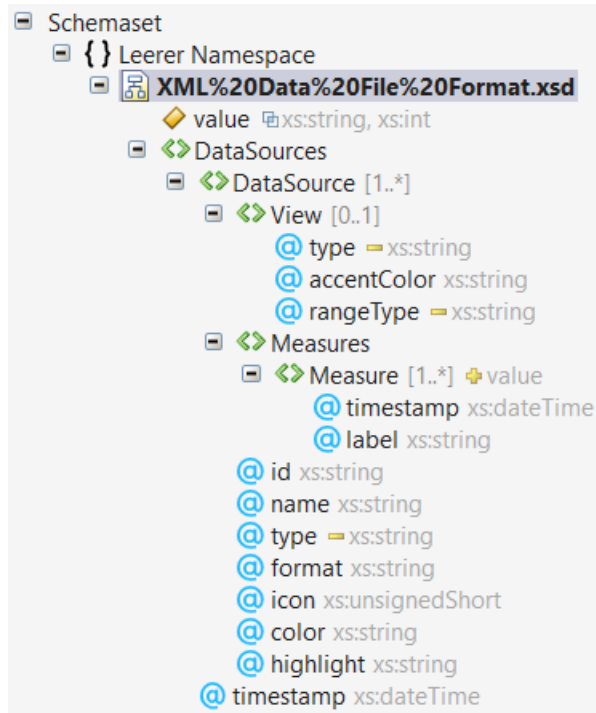 Schemaset
{ } Leerer Namespace
XML%20Data%20File%20Format.xsd
value xs:string, xs:int
DataSources
DataSource [1..*]
View [0..1]
@ type xs:string
@ accentColor xs:string
@ rangeType xs:string
Measures
Measure [1..*] value
@ timestamp xs:dateTime
@ label xs:string
@ id xs:string
@ name xs:string
@ type xs:string
@ format xs:string
@ icon xs:unsignedShort
@ color xs:string
@ highlight xs:string
@ timestamp xs:dateTime